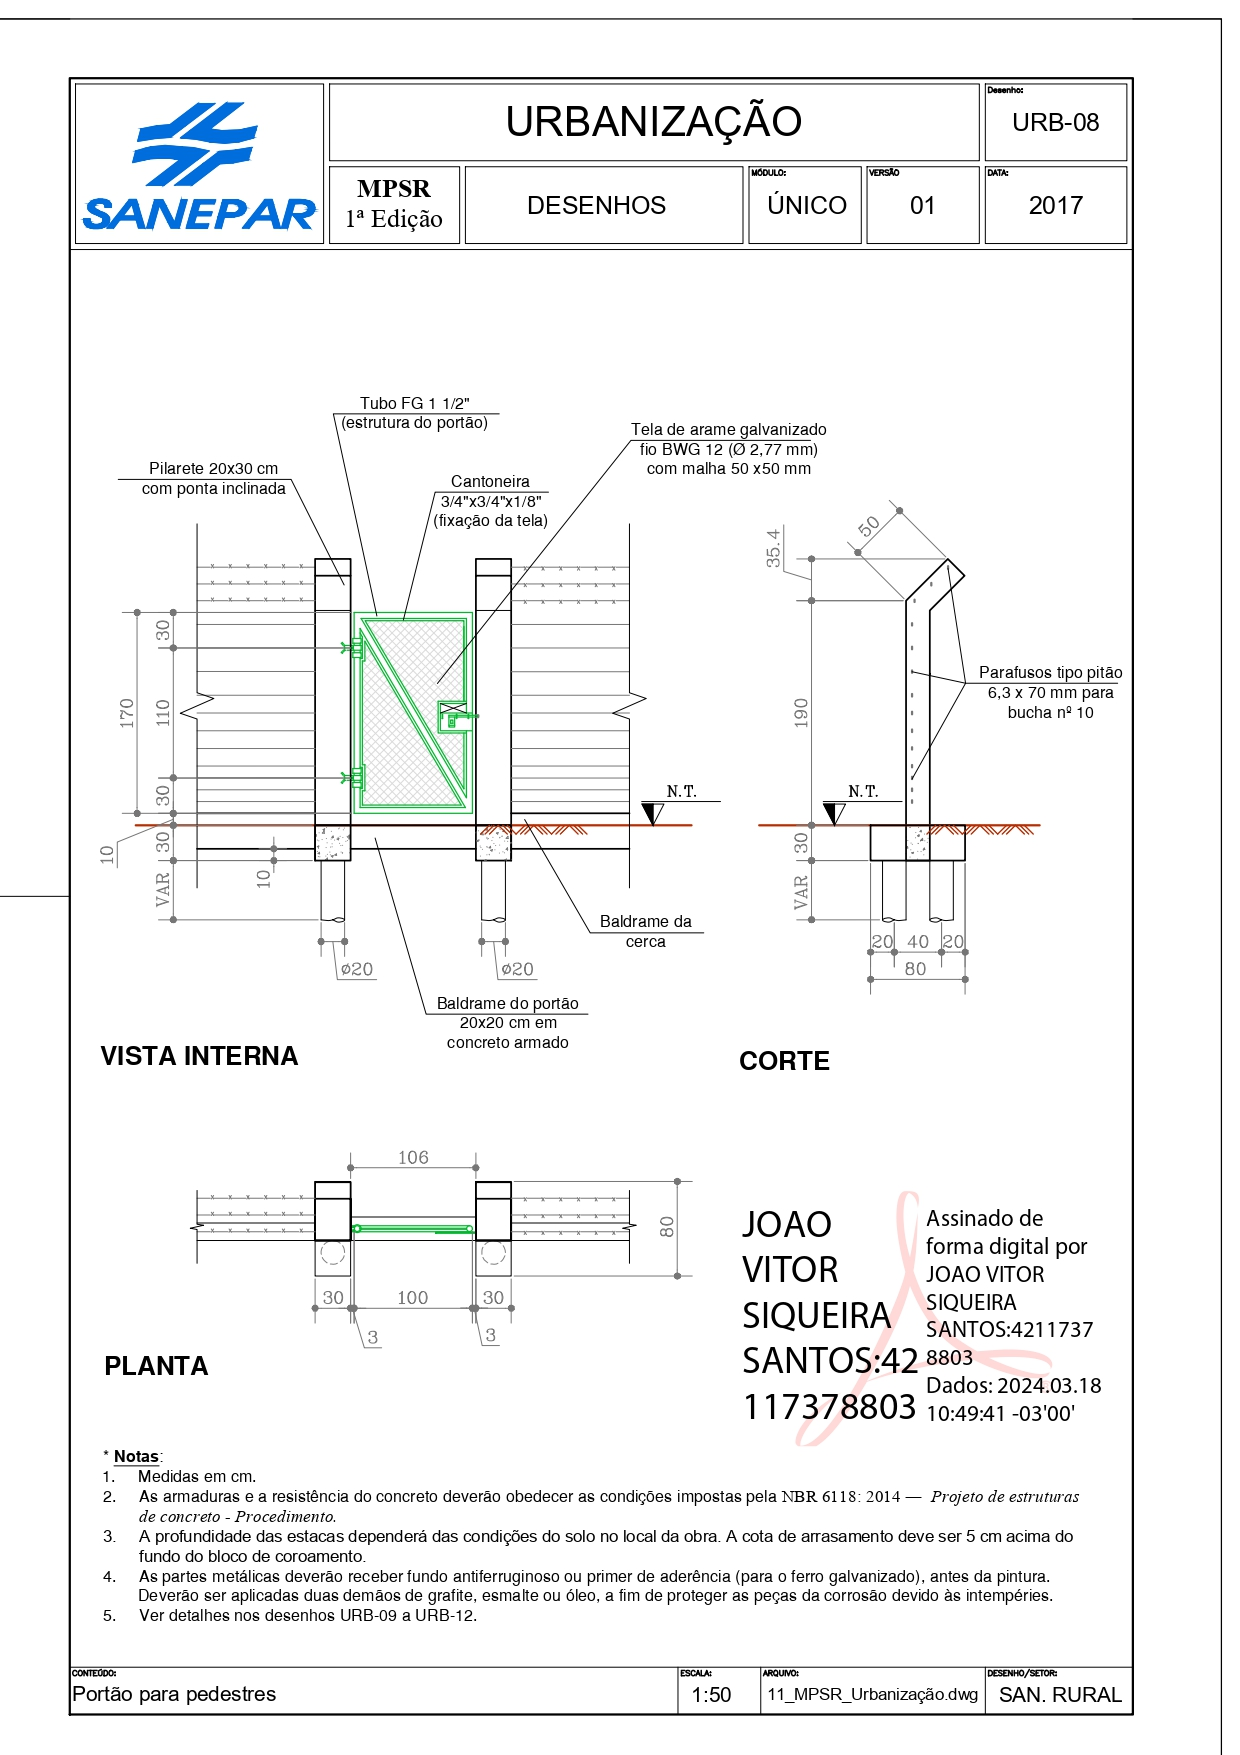 Desenho:
URBANIZAÇÃO
URB-08
MÓDULO:
VERSÃO
DATA:
MPSR
1ª Edição
DESENHOS
ÚNICO
01
2017
SANEPAR
Tubo FG 1 1/2"
(estrutura do portão)
Tela de arame galvanizado
fio BWG 12 (Ø 2,77 mm)
com malha 50 x50 mm
Pilarete 20x30 cm
com ponta inclinada
Cantoneira
3/4"x3/4"x1/8"
(fixação da tela)
50
35.4
30
110
170
30
10
30
VAR
10
190
30
VAR
Parafusos tipo pitão
6,3 x 70 mm para
bucha nº 10
N.T.
N.T.
Baldrame da
cerca
20
40
20
80
ø20
ø20
Baldrame do portão
20x20 cm em
concreto armado
VISTA INTERNA
CORTE
106
80
30
100
30
3
3
PLANTA
JOAO
VITOR
SIQUEIRA
SANTOS:42
117378803
Assinado de
forma digital por
JOAO VITOR
SIQUEIRA
SANTOS:4211737
8803
Dados: 2024.03.18
10:49:41 -03'00'
* Notas:
1. Medidas em cm.
2. As armaduras e a resistência do concreto deverão obedecer as condições impostas pela NBR 6118: 2014 — Projeto de estruturas
de concreto - Procedimento.
3. A profundidade das estacas dependerá das condições do solo no local da obra. A cota de arrasamento deve ser 5 cm acima do
fundo do bloco de coroamento.
4. As partes metálicas deverão receber fundo antiferruginoso ou primer de aderência (para o ferro galvanizado), antes da pintura.
Deverão ser aplicadas duas demãos de grafite, esmalte ou óleo, a fim de proteger as peças da corrosão devido às intempéries.
5. Ver detalhes nos desenhos URB-09 a URB-12.
CONTEÚDO:
Portão para pedestres
ESCALA:
1:50
ARQUIVO:
11_MPSR_Urbanização.dwg
DESENHO/SETOR:
SAN. RURAL